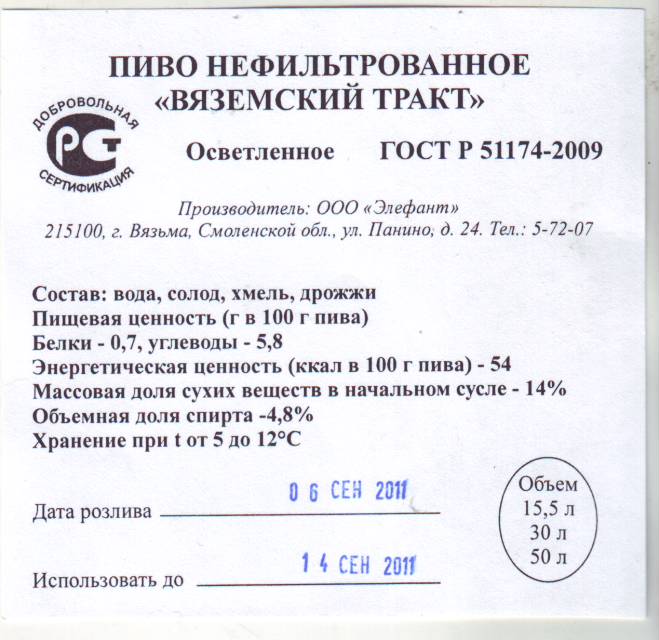 ПИВО НЕФИЛЬТРОВАННОЕ
«ВЯЗЕМСКИЙ ТРАКТ»
ДОБРОВОЛЬНАЯ
РСТ
СЕРТИФИКАЦИЯ
Осветленное ГОСТ Р 51174-2009
Производитель: ООО «Элефант»
215100, г. Вязьма, Смоленской обл., ул. Панино, д. 24. Тел.: 5-72-07
Состав: вода, солод, хмель, дрожжи
Пищевая ценность (г в 100 г пива)
Белки - 0,7, углеводы - 5,8
Энергетическая ценность (ккал в 100 г пива) - 54
Массовая доля сухих веществ в начальном сусле - 14%
Объемная доля спирта -4,8%
Хранение при t от 5 до 12°С
Дата розлива 06 СЕН 2011
Использовать до 14 СЕН 2011
Объем
15,5 л
30 л
50 л